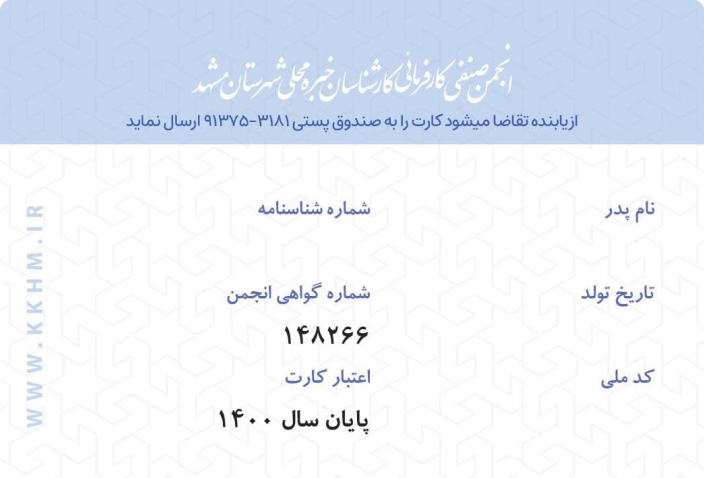 انجمن صنفی کارفرمائی کارشناسان خبره محلی شهرستان مشهد
ازیابنده تقاضا میشود کارت را به صندوق پستی ۳۱۸۱-۹۱۳۷۵ ارسال نماید
نام پدر
شماره شناسنامه
تاریخ تولد
شماره گواهی انجمن
۱۴۸۲۶۶
کد ملی
اعتبار کارت
پایان سال ۱۴۰۰
WWW.KKHM.IR